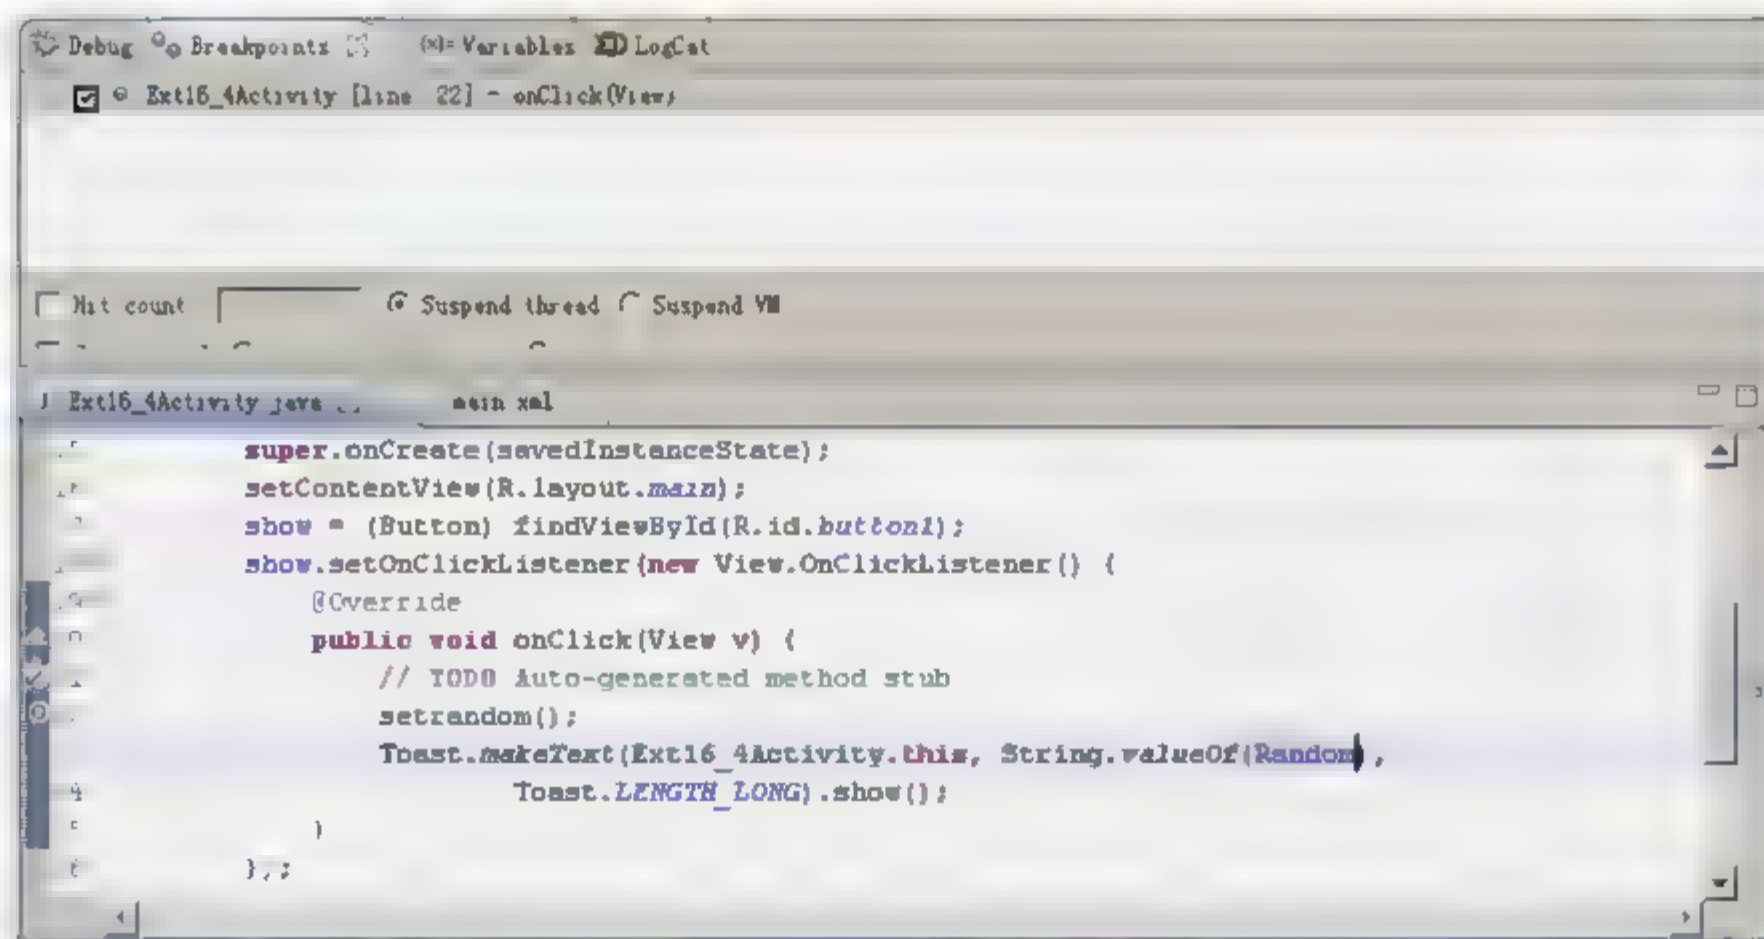 Debug Breakpoints (x)= Variables LogCat
Ext16_4Activity [line 22] - onClick(View)
Hit count Suspend thread Suspend VM
J Ext16_4Activity java main xml
super.onCreate(savedInstanceState);
setContentView(R.layout.main);
show = (Button) findViewById(R.id.button1);
show.setOnClickListener(new View.OnClickListener() {
@Override
public void onClick(View v) {
// TODO Auto-generated method stub
setrandom();
Toast.makeText(Ext16_4Activity.this, String.valueOf(Random),
4 Toast.LENGTH_LONG).show();
}
});